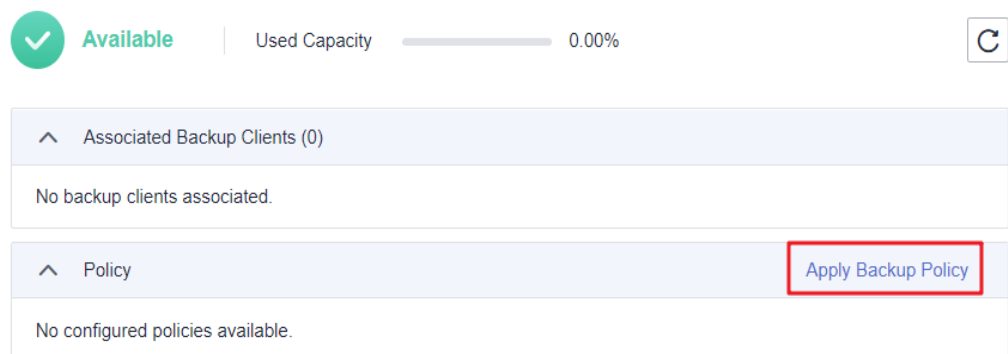 Available Used Capacity 0.00%
Associated Backup Clients (0)
No backup clients associated.
Policy Apply Backup Policy
No configured policies available.